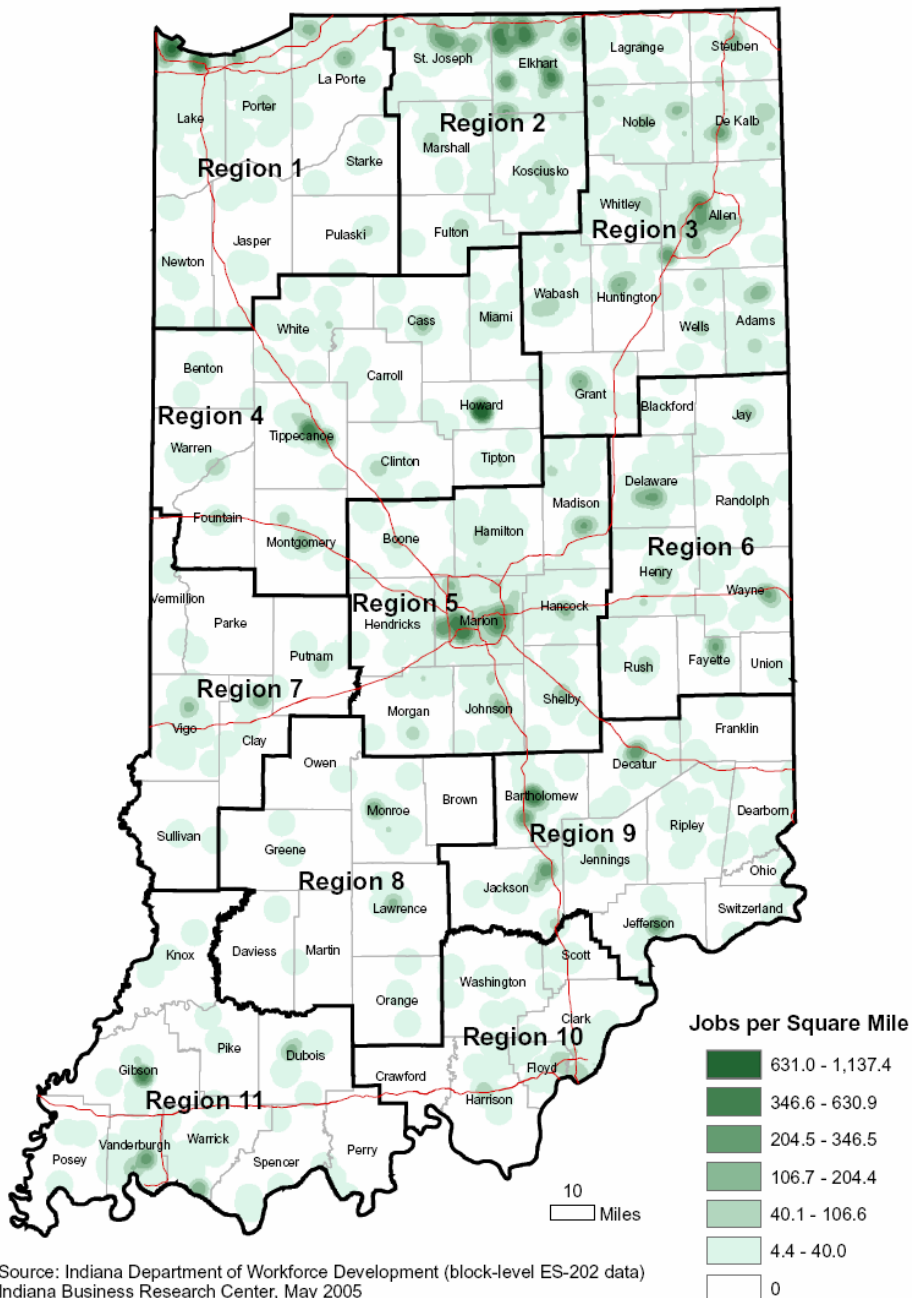 Lagrange
Steuben
St. Joseph
Elkhart
La Porte
Porter
Lake
Noble
De Kalb
Region 2
Marshall
Starke
Region 1
Kosciusko
Whitley
Allen
Region 3
Fulton
Pulaski
Jasper
Newton
Wabash
Huntington
Miami
Cass
White
Wells
Adams
Benton
Carroll
Grant
Blackford
Jay
Howard
Region 4
Tippecanoe
Warren
Clinton
Tipton
Delaware
Randolph
Madison
Fountain
Hamilton
Boone
Montgomery
Region 6
Henry
Wayne
Vermillion
Region 5
Hancock
Marion
Hendricks
Parke
Putnam
Rush
Fayette
Union
Region 7
Shelby
Johnson
Morgan
Vigo
Clay
Franklin
Owen
Decatur
Bartholomew
Brown
Monroe
Dearborn
Ripley
Region 9
Sullivan
Greene
Jennings
Ohio
Region 8
Jackson
Lawrence
Switzerland
Jefferson
Knox
Daviess
Martin
Scott
Washington
Orange
Clark
Region 10
Pike
Dubois
Gibson
Floyd
Crawford
Harrison
Region 11
Vanderburgh
Warrick
Posey
Spencer
Perry
Jobs per Square Mile
631.0 - 1,137.4
346.6 - 630.9
204.5 - 346.5
106.7 - 204.4
40.1 - 106.6
4.4 - 40.0
0
10
Miles
Source: Indiana Department of Workforce Development (block-level ES-202 data)
Indiana Business Research Center, May 2005